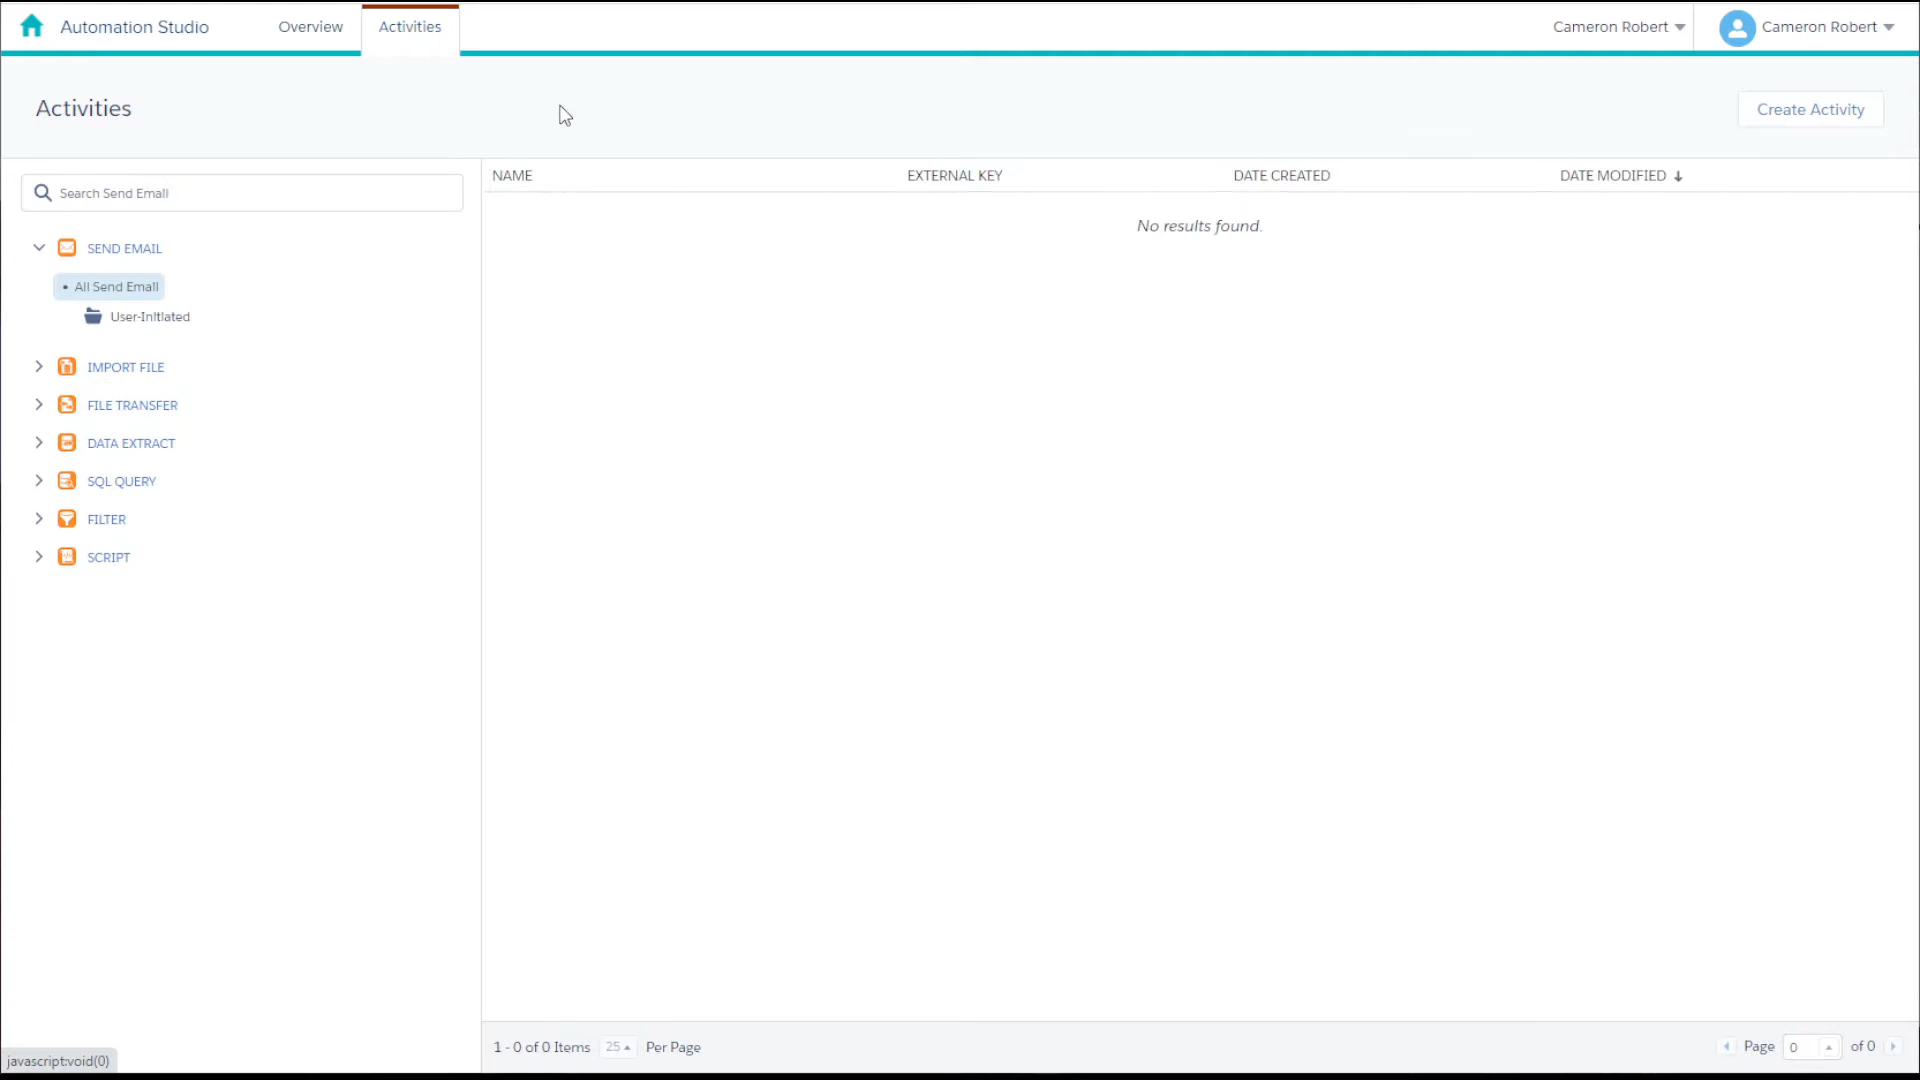 Automation Studio Overview Activities Cameron Robert Cameron Robert
Activities
Create Activity
Search Send Email
NAME EXTERNAL KEY DATE CREATED DATE MODIFIED
No results found.
SEND EMAIL
• All Send Email
User-Initiated
IMPORT FILE
FILE TRANSFER
DATA EXTRACT
SQL QUERY
FILTER
SCRIPT
1 - 0 of 0 Items 25 Per Page Page 0 of 0
javascript:void(0)